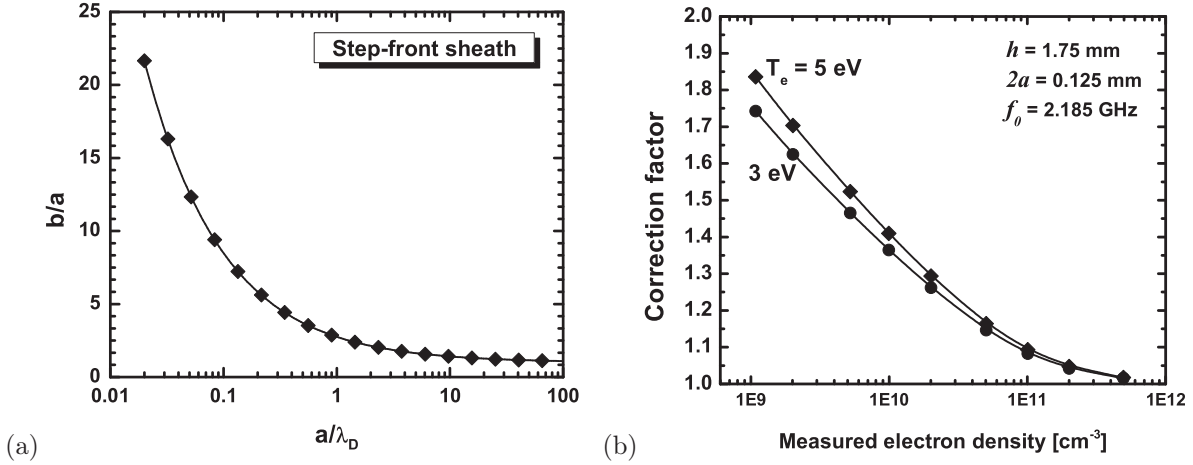 25
20
15
10
5
0
0.01
0.1
1
10
100
b/a
a/λD
Step-front sheath
(a)
2.0
1.9
1.8
1.7
1.6
1.5
1.4
1.3
1.2
1.1
1.0
1E9
1E10
1E11
1E12
Correction factor
Measured electron density [cm⁻³]
Te = 5 eV
3 eV
h = 1.75 mm
2a = 0.125 mm
f0 = 2.185 GHz
(b)